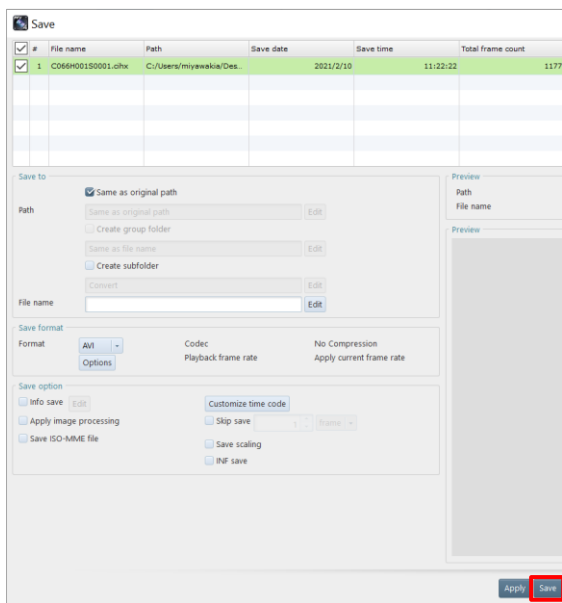 Save
# File name Path Save date Save time Total frame count
1 C066H001S0001.cihx C:/Users/miyawakia/Des... 2021/2/10 11:22:22 1177
Save to
Same as original path
Path Same as original path Edit
Create group folder
Same as file name Edit
Create subfolder
Convert Edit
File name Edit
Preview
Path
File name
Preview
Save format
Format AVI Codec No Compression
Options Playback frame rate Apply current frame rate
Save option
Info save Edit Customize time code
Apply image processing Skip save 1 frame
Save ISO-MME file Save scaling
INF save
Apply Save